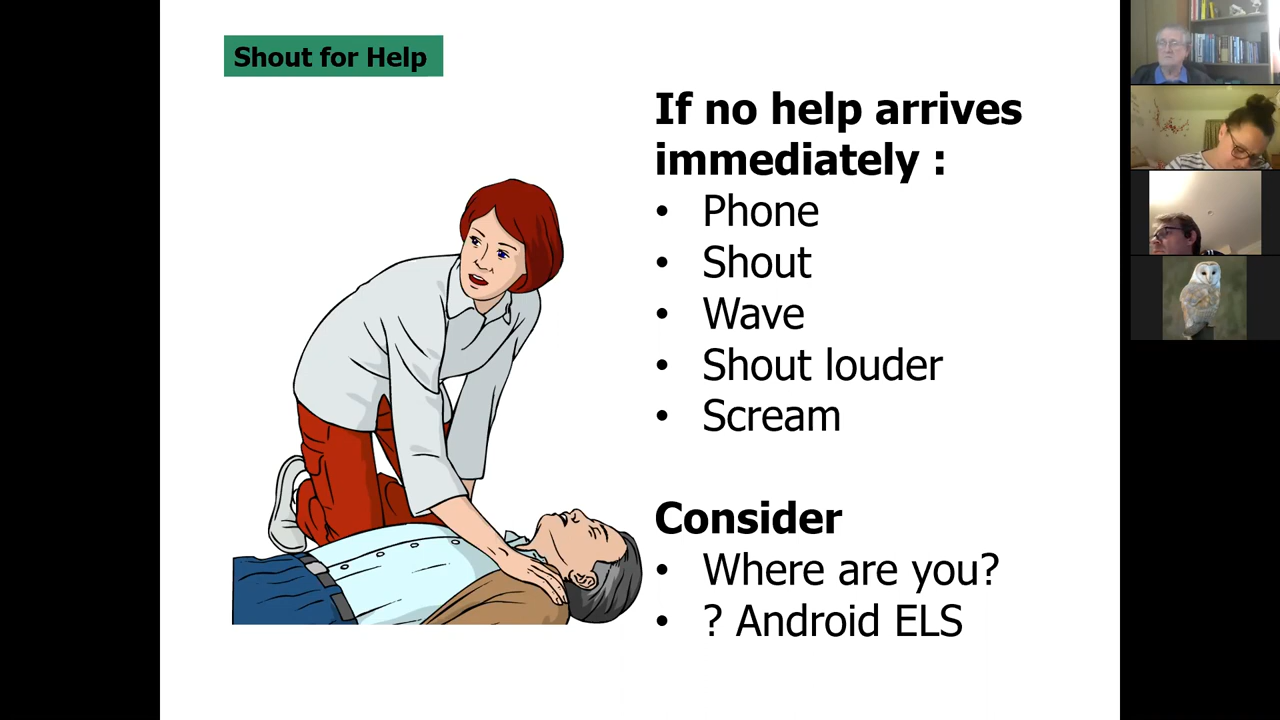 Shout for Help
If no help arrives
immediately :
• Phone
• Shout
• Wave
• Shout louder
• Scream
Consider
• Where are you?
• ? Android ELS